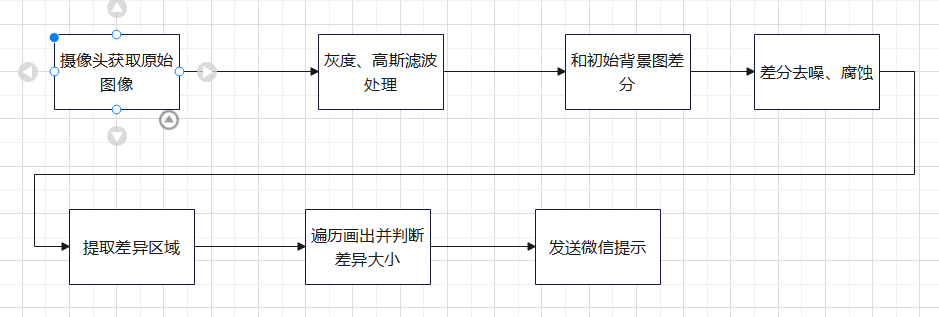 摄像头获取原始
图像
灰度、高斯滤波
处理
和初始背景图差
分
差分去噪、腐蚀
提取差异区域
遍历画出并判断
差异大小
发送微信提示